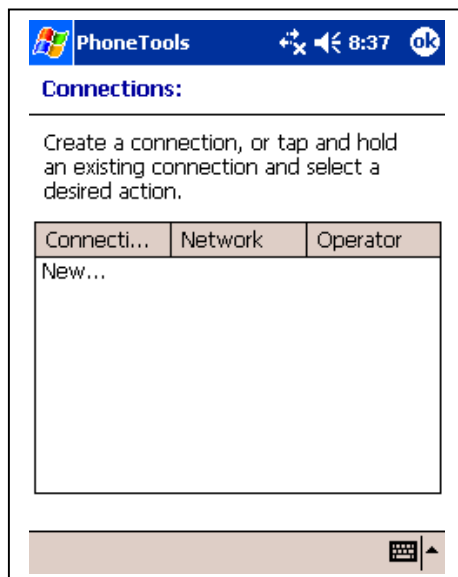 PhoneTools 8:37 ok
Connections:
Create a connection, or tap and hold
an existing connection and select a
desired action.
Connecti... Network Operator
New...